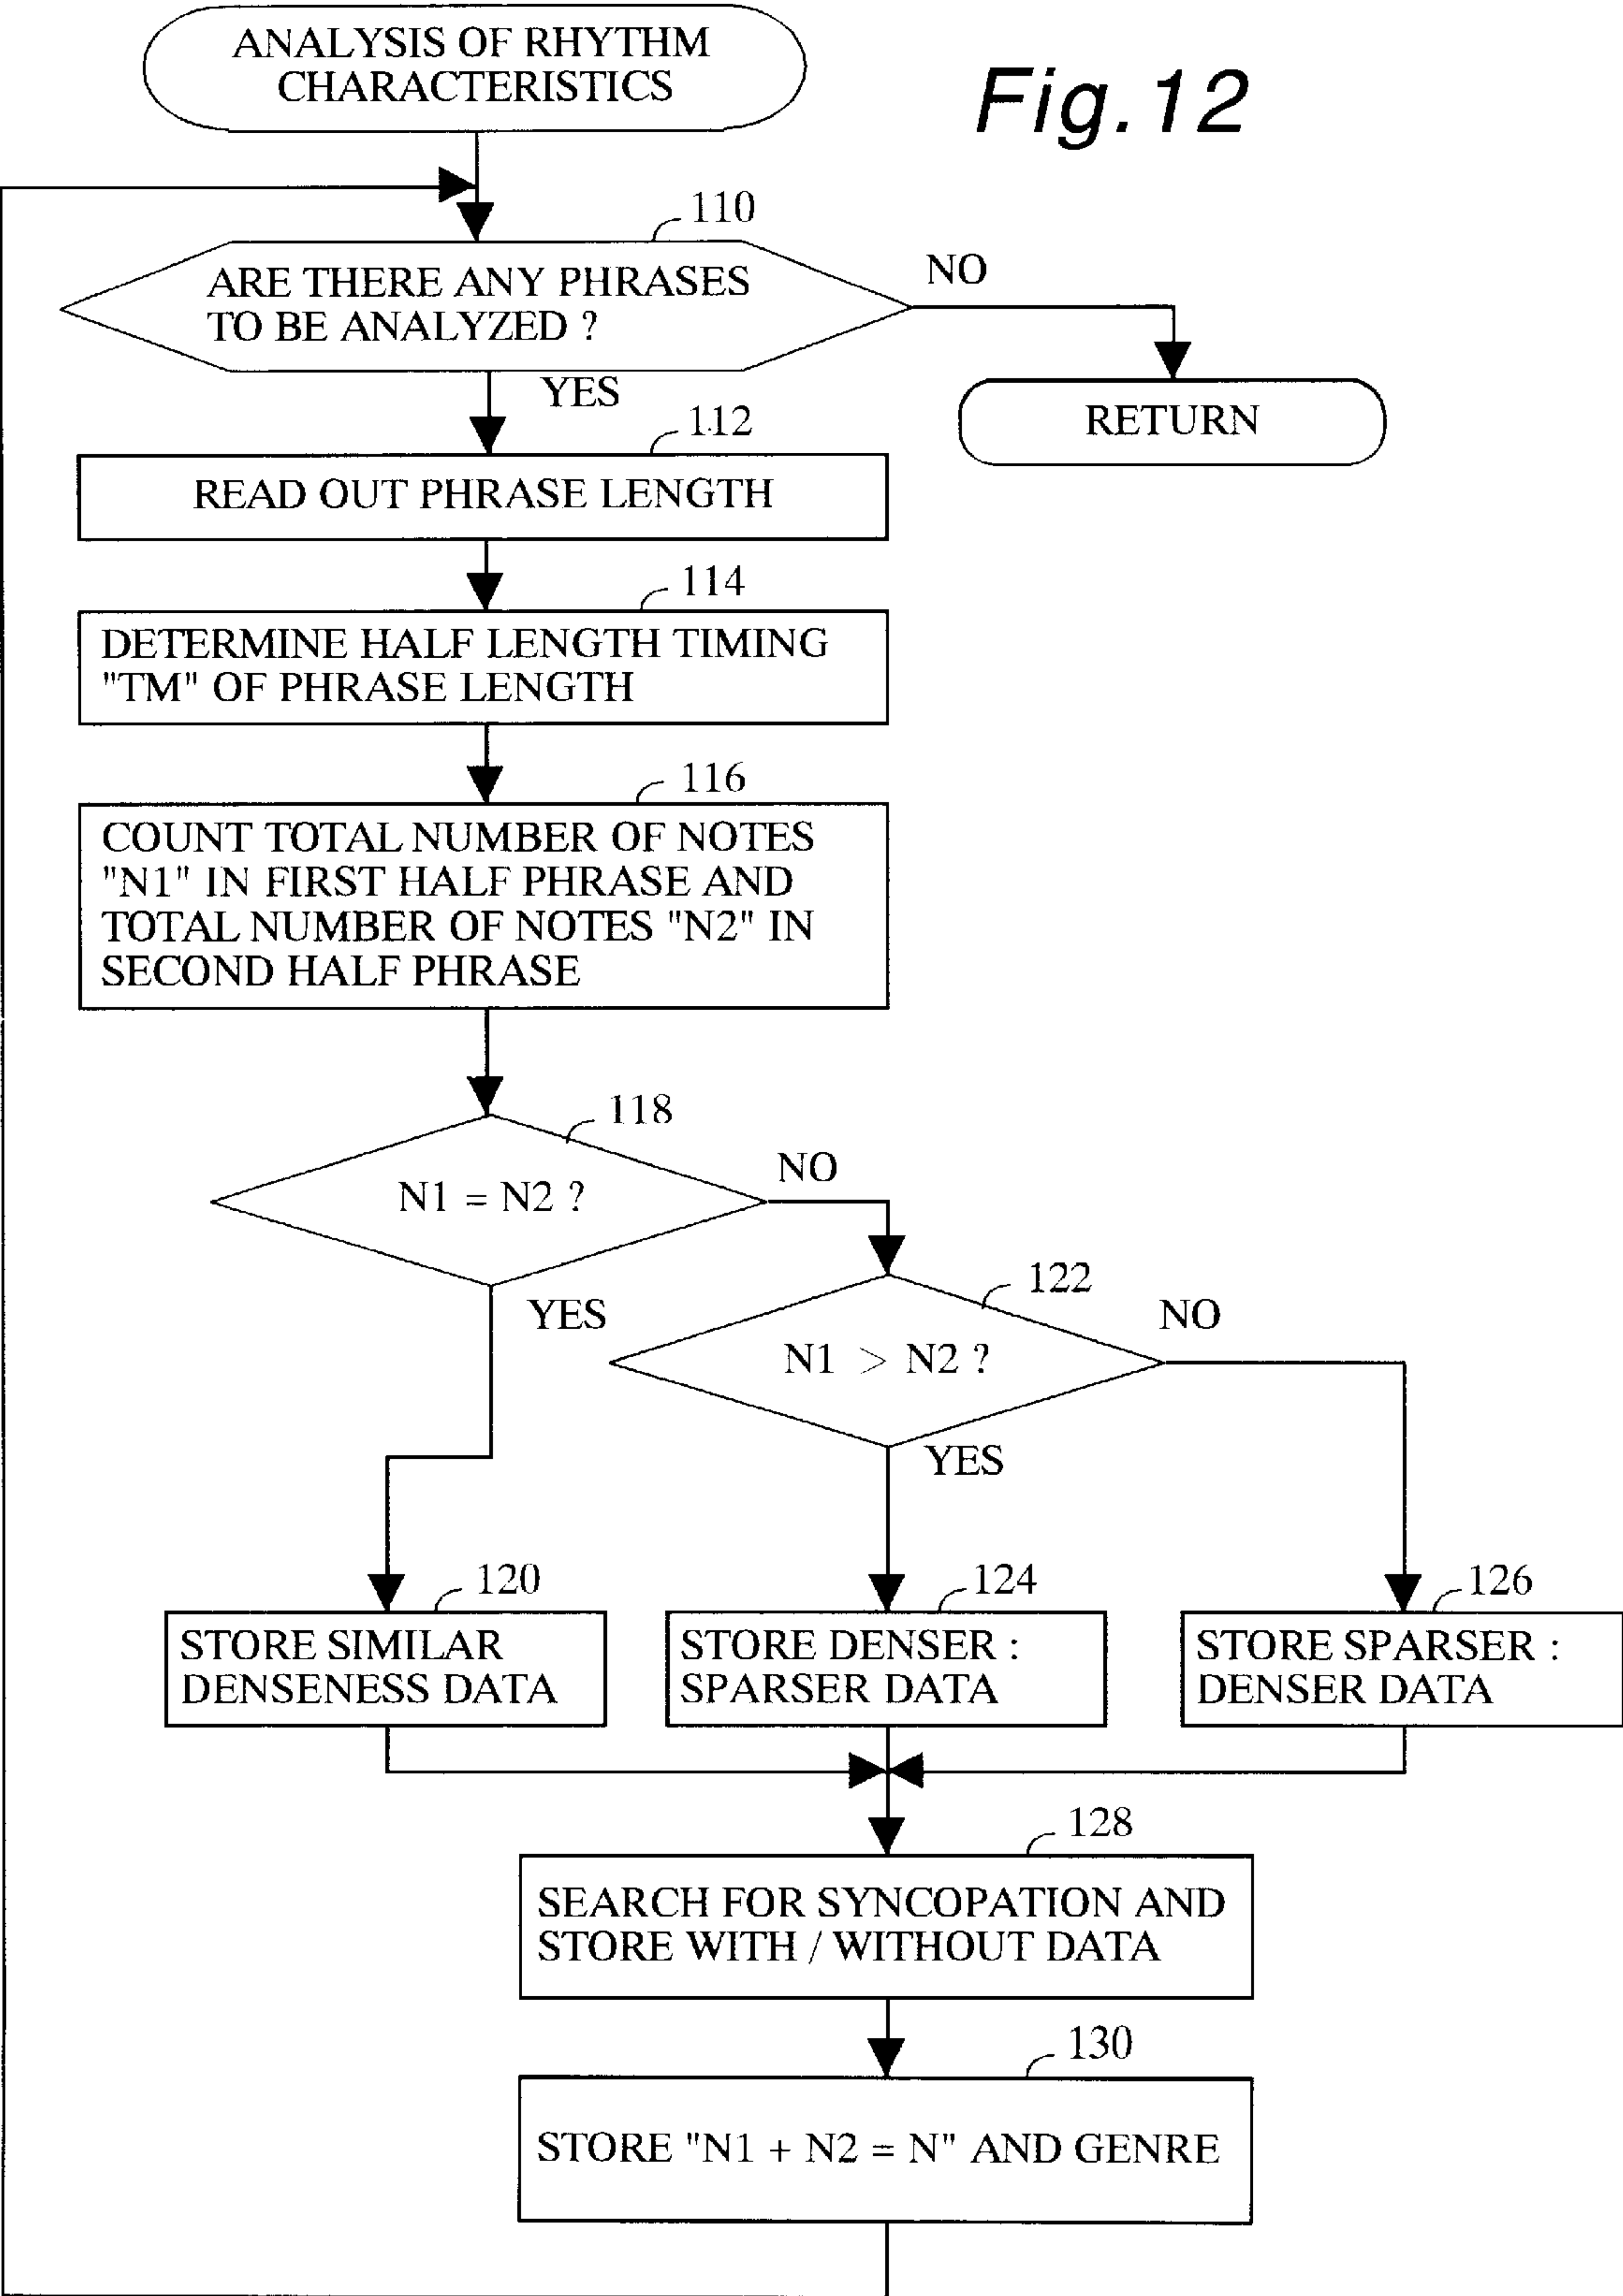 ANALYSIS OF RHYTHM
CHARACTERISTICS
Fig.12
110
ARE THERE ANY PHRASES
TO BE ANALYZED ?
NO
YES
RETURN
112
READ OUT PHRASE LENGTH
114
DETERMINE HALF LENGTH TIMING
"TM" OF PHRASE LENGTH
116
COUNT TOTAL NUMBER OF NOTES
"N1" IN FIRST HALF PHRASE AND
TOTAL NUMBER OF NOTES "N2" IN
SECOND HALF PHRASE
118
N1 = N2 ?
NO
YES
122
N1 > N2 ?
NO
YES
120
STORE SIMILAR
DENSENESS DATA
124
STORE DENSER :
SPARSER DATA
126
STORE SPARSER :
DENSER DATA
128
SEARCH FOR SYNCOPATION AND
STORE WITH / WITHOUT DATA
130
STORE "N1 + N2 = N" AND GENRE